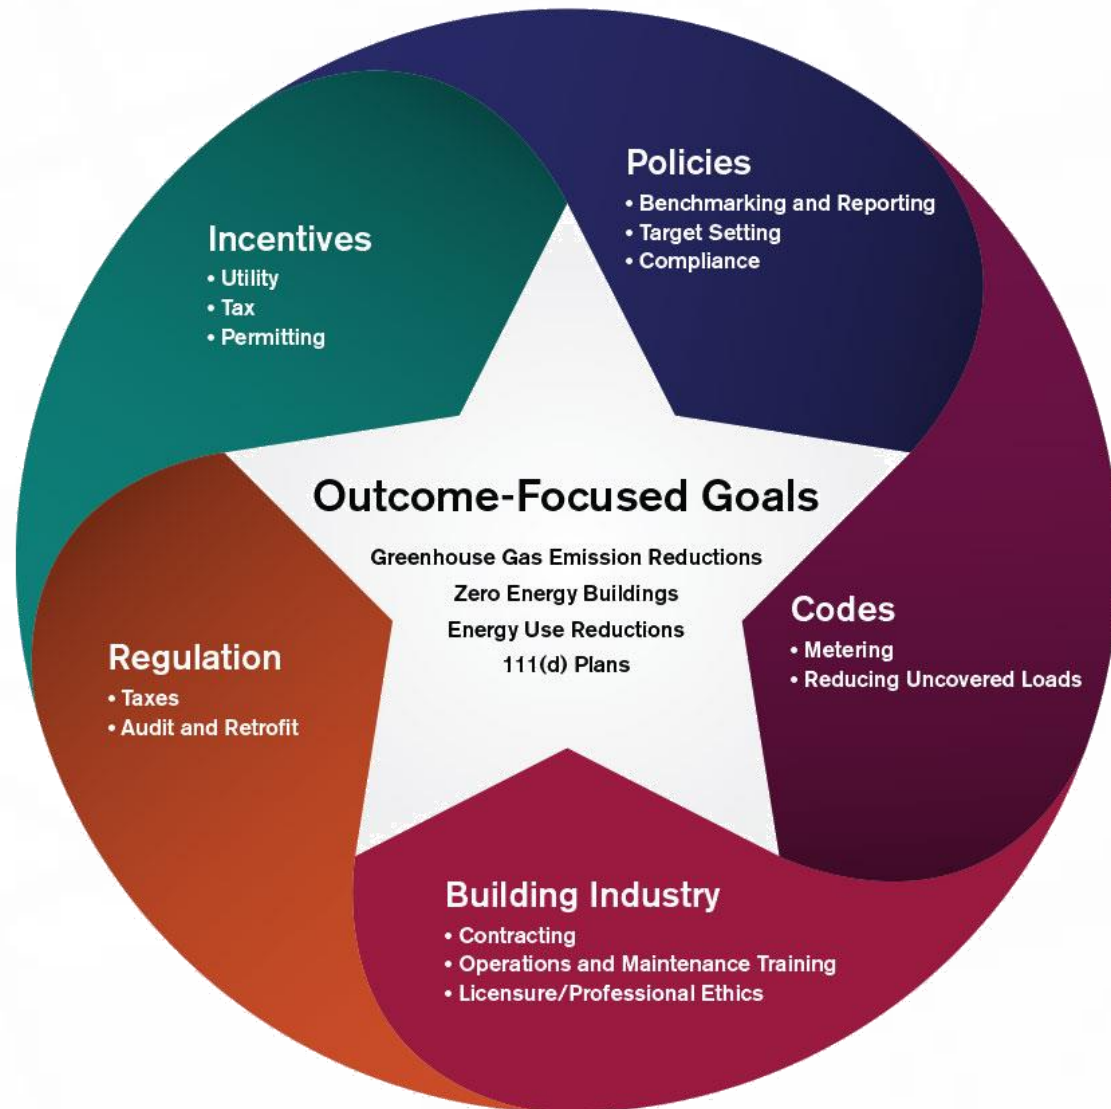 Policies
• Benchmarking and Reporting
• Target Setting
• Compliance
Incentives
• Utility
• Tax
• Permitting
Outcome-Focused Goals
Greenhouse Gas Emission Reductions
Zero Energy Buildings
Energy Use Reductions
111(d) Plans
Codes
• Metering
• Reducing Uncovered Loads
Regulation
• Taxes
• Audit and Retrofit
Building Industry
• Contracting
• Operations and Maintenance Training
• Licensure/Professional Ethics